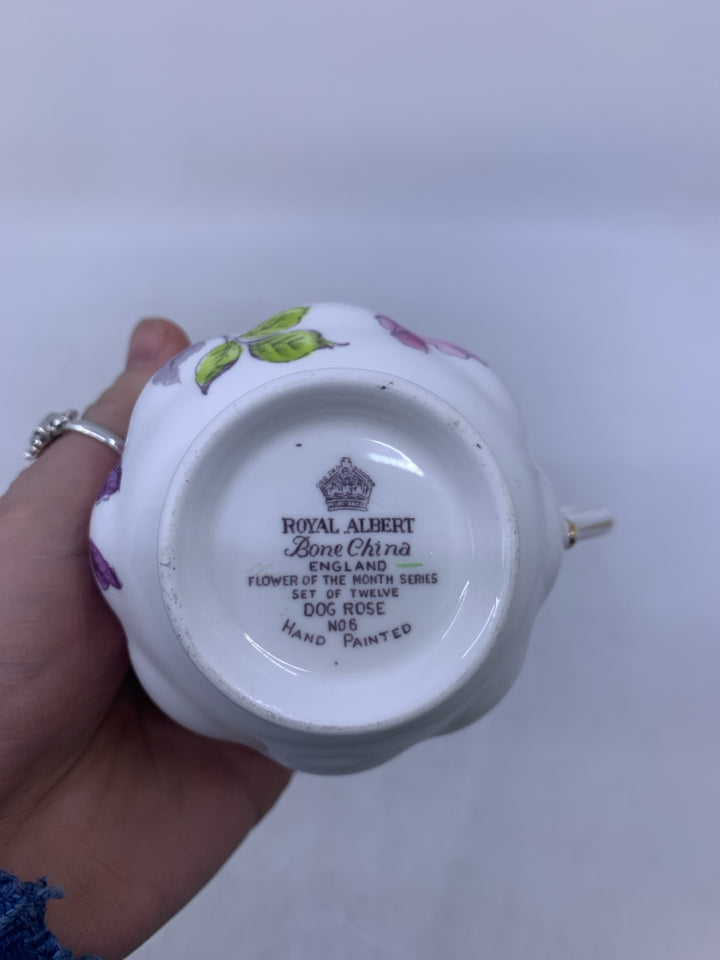 ROYAL ALBERT
Bone China
ENGLAND
FLOWER OF THE MONTH SERIES
SET OF TWELVE
DOG ROSE
NO6
HAND PAINTED